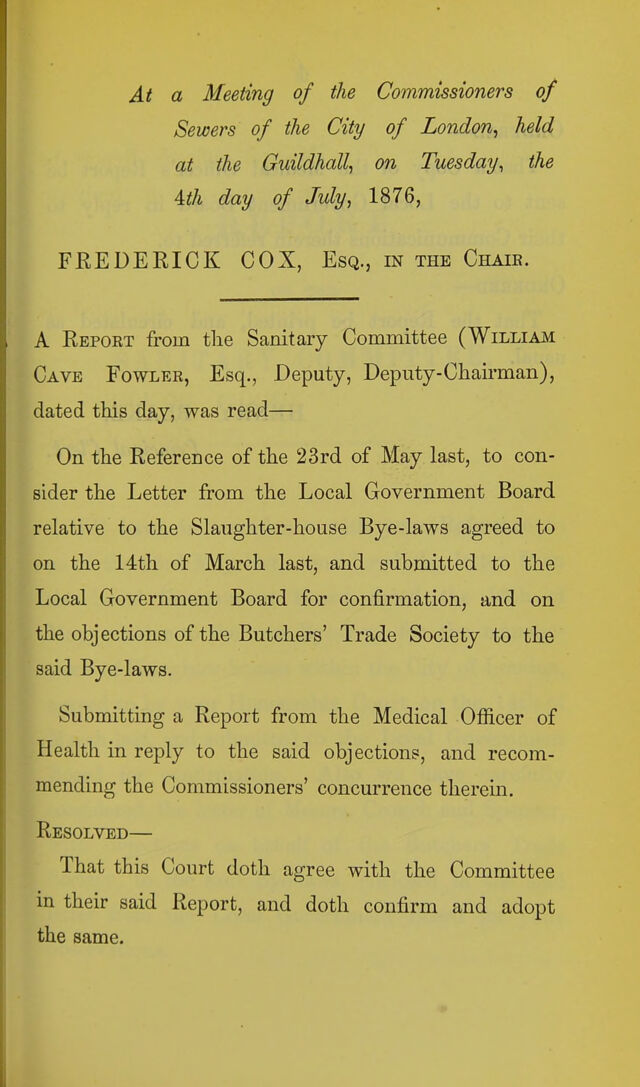 At a Meeting of the Commissioners of
Sewers of the City of London, held
at the Guildhall, on Tuesday, the
4th day of July, 1876,
FREDERICK COX, Esq., in the Chair.
A Report from the Sanitary Committee (William
Cave Fowler, Esq., Deputy, Deputy-Chairman),
dated this day, was read—
On the Reference of the 23rd of May last, to con-
sider the Letter from the Local Government Board
relative to the Slaughter-house Bye-laws agreed to
on the 14th of March last, and submitted to the
Local Government Board for confirmation, and on
the objections of the Butchers' Trade Society to the
said Bye-laws.
Submitting a Report from the Medical Officer of
Health in reply to the said objections, and recom-
mending the Commissioners' concurrence therein.
Resolved—
That this Court doth agree with the Committee
in their said Report, and doth confirm and adopt
the same.